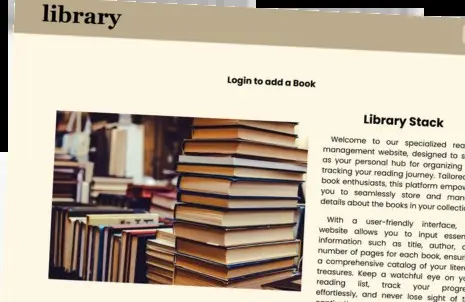 library
Login to add a Book
Library Stack
Welcome to our specialized
management website, designed to
as your personal hub for organizing
tracking your reading journey.
book enthusiasts, this platform
you to seamlessly store and
details about the books in your
With a user-friendly interface,
website allows you to input
information such as title, author,
number of pages for each book,
a comprehensive catalog of your
treasures. Keep a watchful eye on
reading list, track your
effortlessly, and never lose sight of